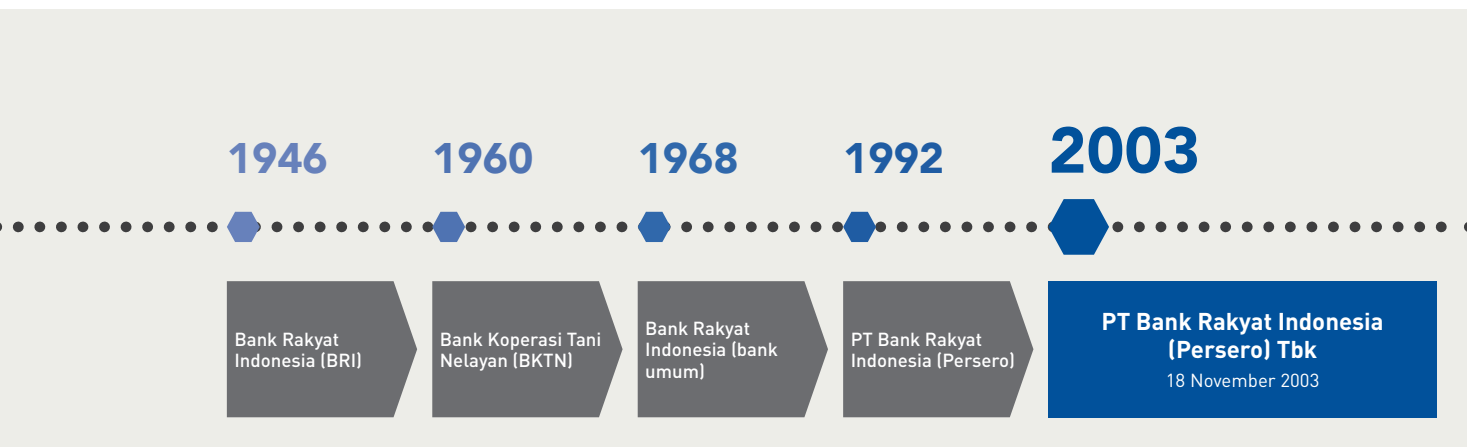 1946
1960
1968
1992
2003
Bank Rakyat
Indonesia (BRI)
Bank Koperasi Tani
Nelayan (BKTN)
Bank Rakyat
Indonesia (bank
umum)
PT Bank Rakyat
Indonesia (Persero)
PT Bank Rakyat Indonesia
(Persero) Tbk
18 November 2003